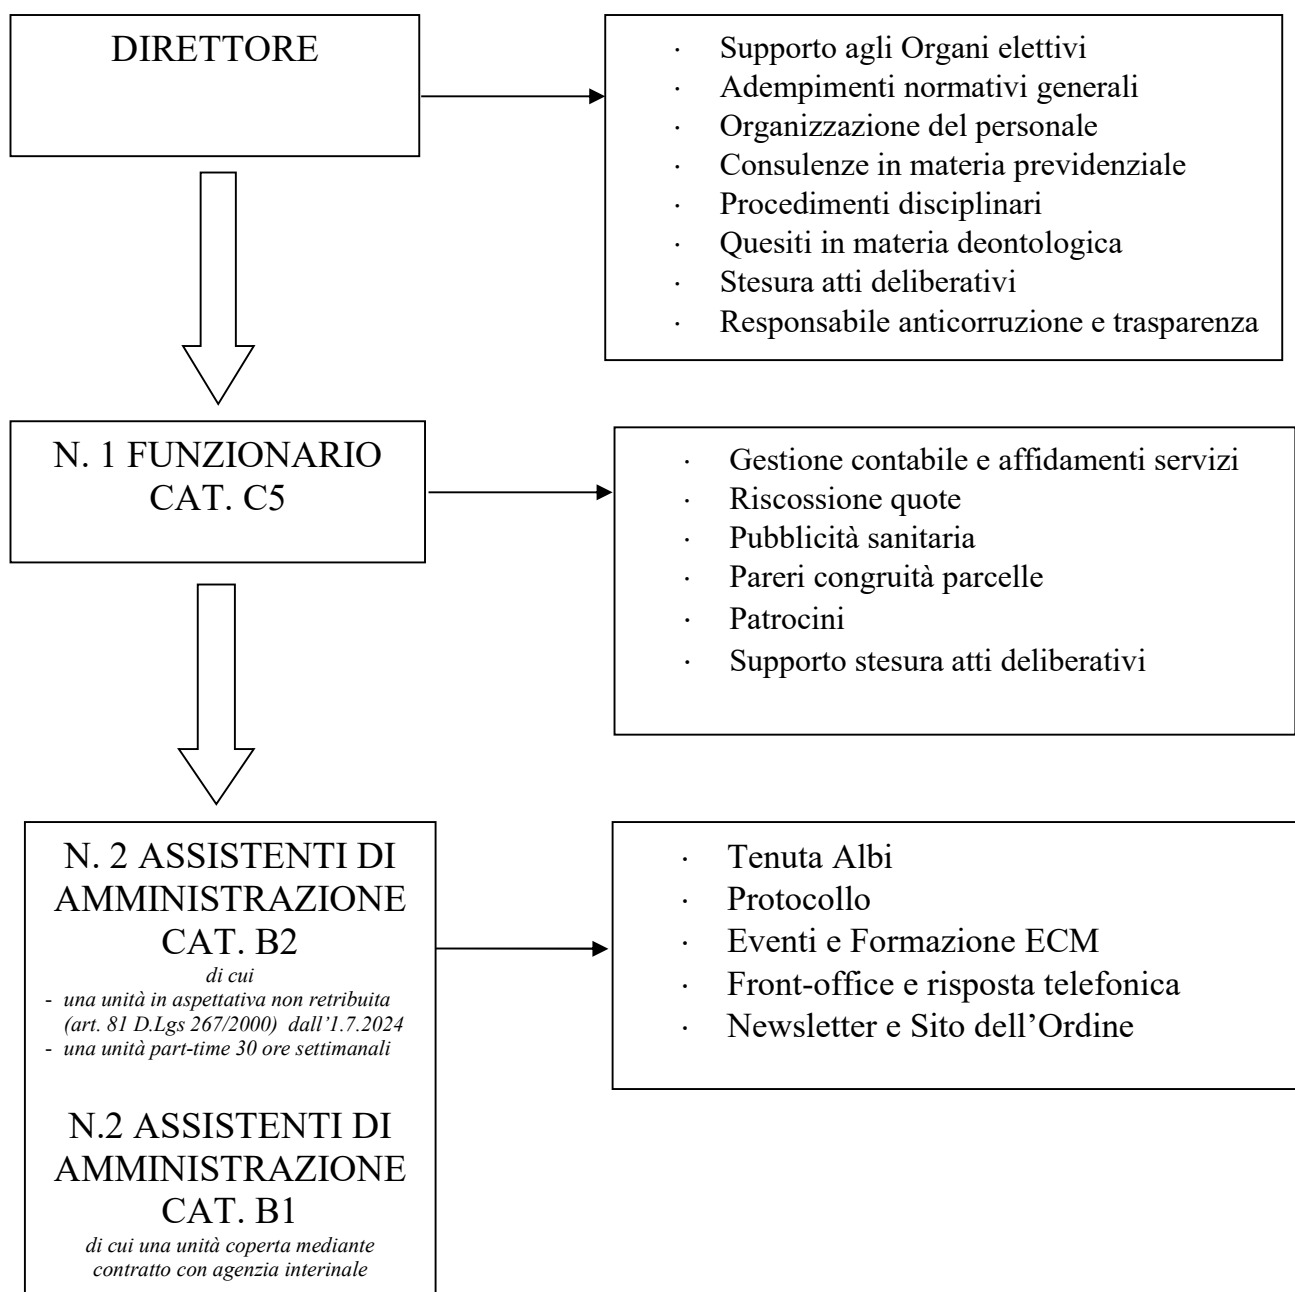 DIRETTORE
· Supporto agli Organi elettivi
· Adempimenti normativi generali
· Organizzazione del personale
· Consulenze in materia previdenziale
· Procedimenti disciplinari
· Quesiti in materia deontologica
· Stesura atti deliberativi
· Responsabile anticorruzione e trasparenza
N. 1 FUNZIONARIO
CAT. C5
· Gestione contabile e affidamenti servizi
· Riscossione quote
· Pubblicità sanitaria
· Pareri congruità parcelle
· Patrocini
· Supporto stesura atti deliberativi
N. 2 ASSISTENTI DI
AMMINISTRAZIONE
CAT. B2
di cui
- una unità in aspettativa non retribuita
(art. 81 D.Lgs 267/2000) dall’1.7.2024
- una unità part-time 30 ore settimanali
N.2 ASSISTENTI DI
AMMINISTRAZIONE
CAT. B1
di cui una unità coperta mediante
contratto con agenzia interinale
· Tenuta Albi
· Protocollo
· Eventi e Formazione ECM
· Front-office e risposta telefonica
· Newsletter e Sito dell’Ordine